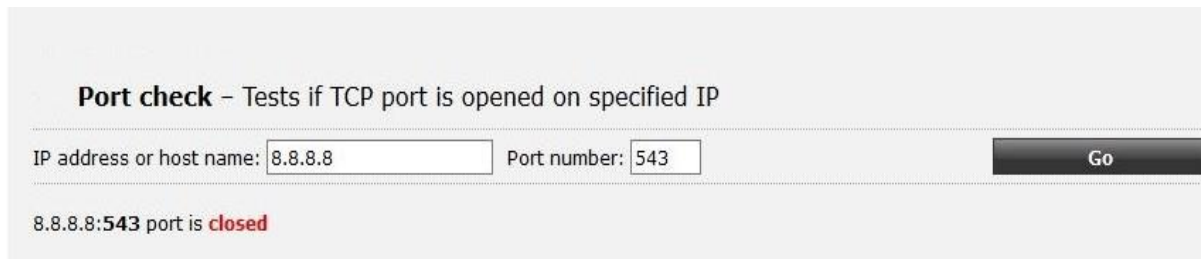 Port check – Tests if TCP port is opened on specified IP
IP address or host name: 8.8.8.8 Port number: 543 Go
8.8.8.8:543 port is closed